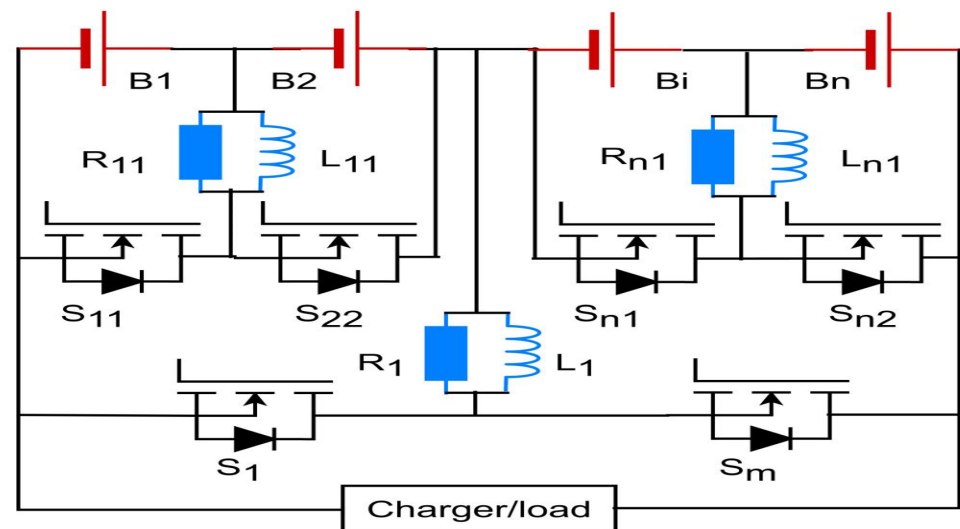 B1 B2 Bi Bn
R11 L11 Rn1 Ln1
S11 S22 Sn1 Sn2
R1 L1
S1 Sm
Charger/load